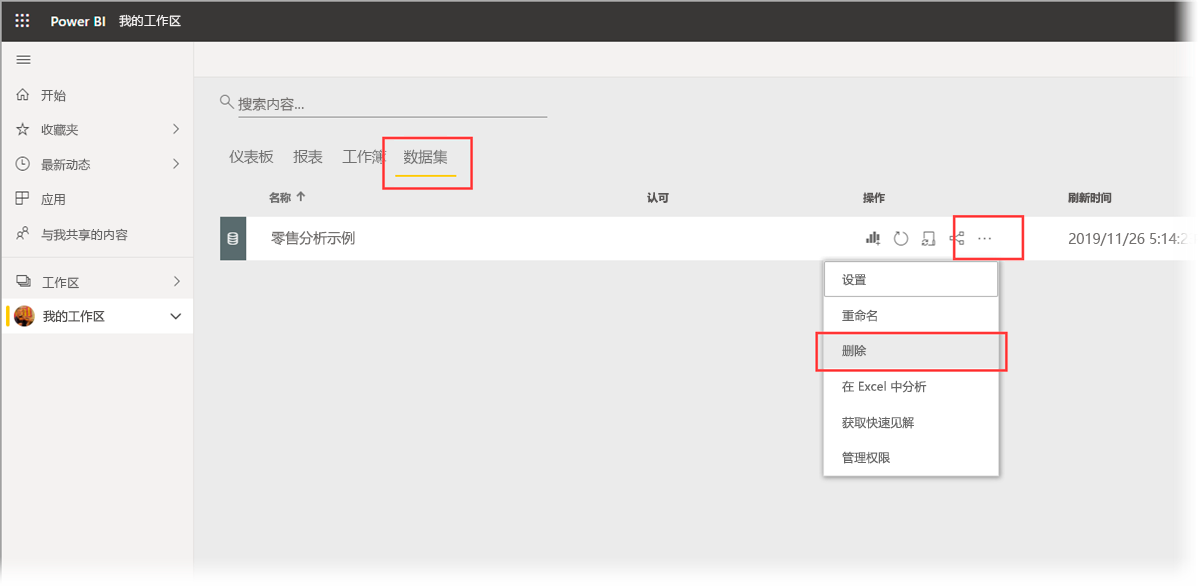 Power BI 我的工作区
开始
收藏夹
最新动态
应用
与我共享的内容
工作区
我的工作区
搜索内容...
仪表板 报表 工作簿 数据集
名称 认可 操作 刷新时间
零售分析示例 2019/11/26 5:14:2
设置
重命名
删除
在 Excel 中分析
获取快速见解
管理权限